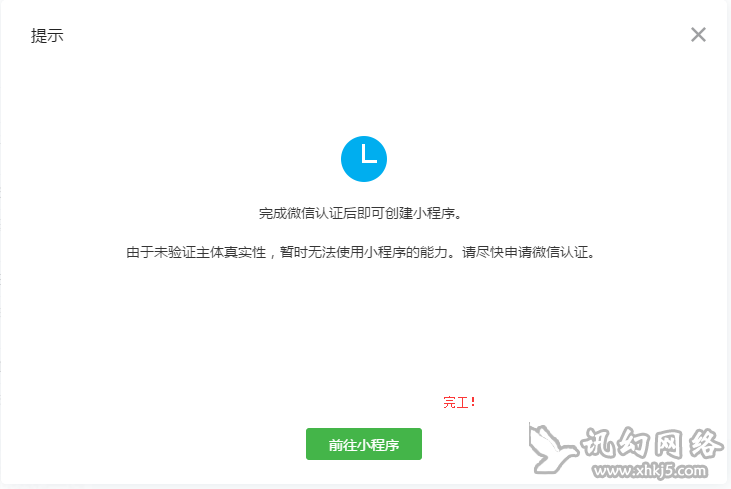 提示
完成微信认证后即可创建小程序。
由于未验证主体真实性，暂时无法使用小程序的能力。请尽快申请微信认证。
完工！
前往小程序
讯幻网络
www.xhkj5.com